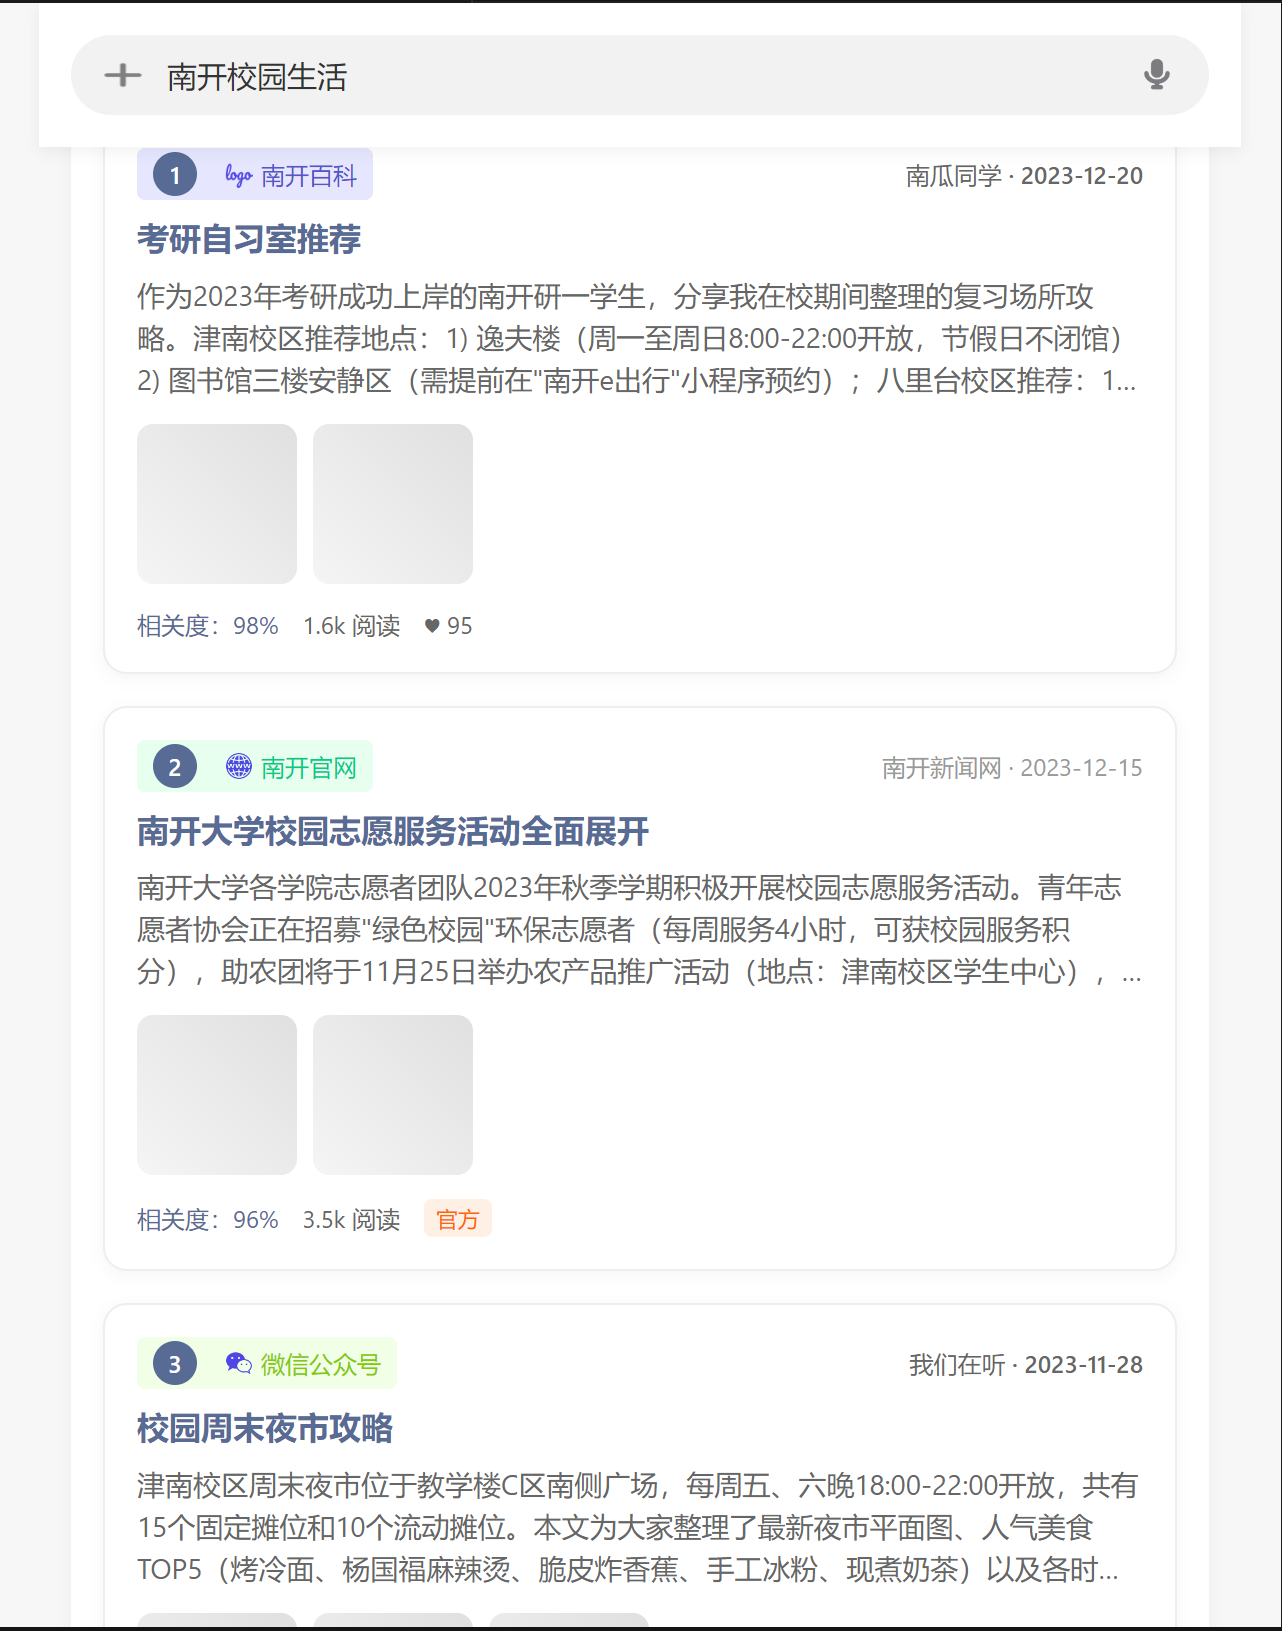 南开校园生活
1 logo 南开百科 南瓜同学 · 2023-12-20
考研自习室推荐
作为2023年考研成功上岸的南开研一学生，分享我在校期间整理的复习场所攻
略。津南校区推荐地点：1) 逸夫楼（周一至周日8:00-22:00开放，节假日不闭馆）
2) 图书馆三楼安静区（需提前在"南开e出行"小程序预约）；八里台校区推荐：1...
相关度：98% 1.6k 阅读 ♥ 95
2 www 南开官网 南开新闻网 · 2023-12-15
南开大学校园志愿服务活动全面展开
南开大学各学院志愿者团队2023年秋季学期积极开展校园志愿服务活动。青年志
愿者协会正在招募"绿色校园"环保志愿者（每周服务4小时，可获校园服务积
分），助农团将于11月25日举办农产品推广活动（地点：津南校区学生中心），...
相关度：96% 3.5k 阅读 官方
3 微信公众号 我们在听 · 2023-11-28
校园周末夜市攻略
津南校区周末夜市位于教学楼C区南侧广场，每周五、六晚18:00-22:00开放，共有
15个固定摊位和10个流动摊位。本文为大家整理了最新夜市平面图、人气美食
TOP5（烤冷面、杨国福麻辣烫、脆皮炸香蕉、手工冰粉、现煮奶茶）以及各时...